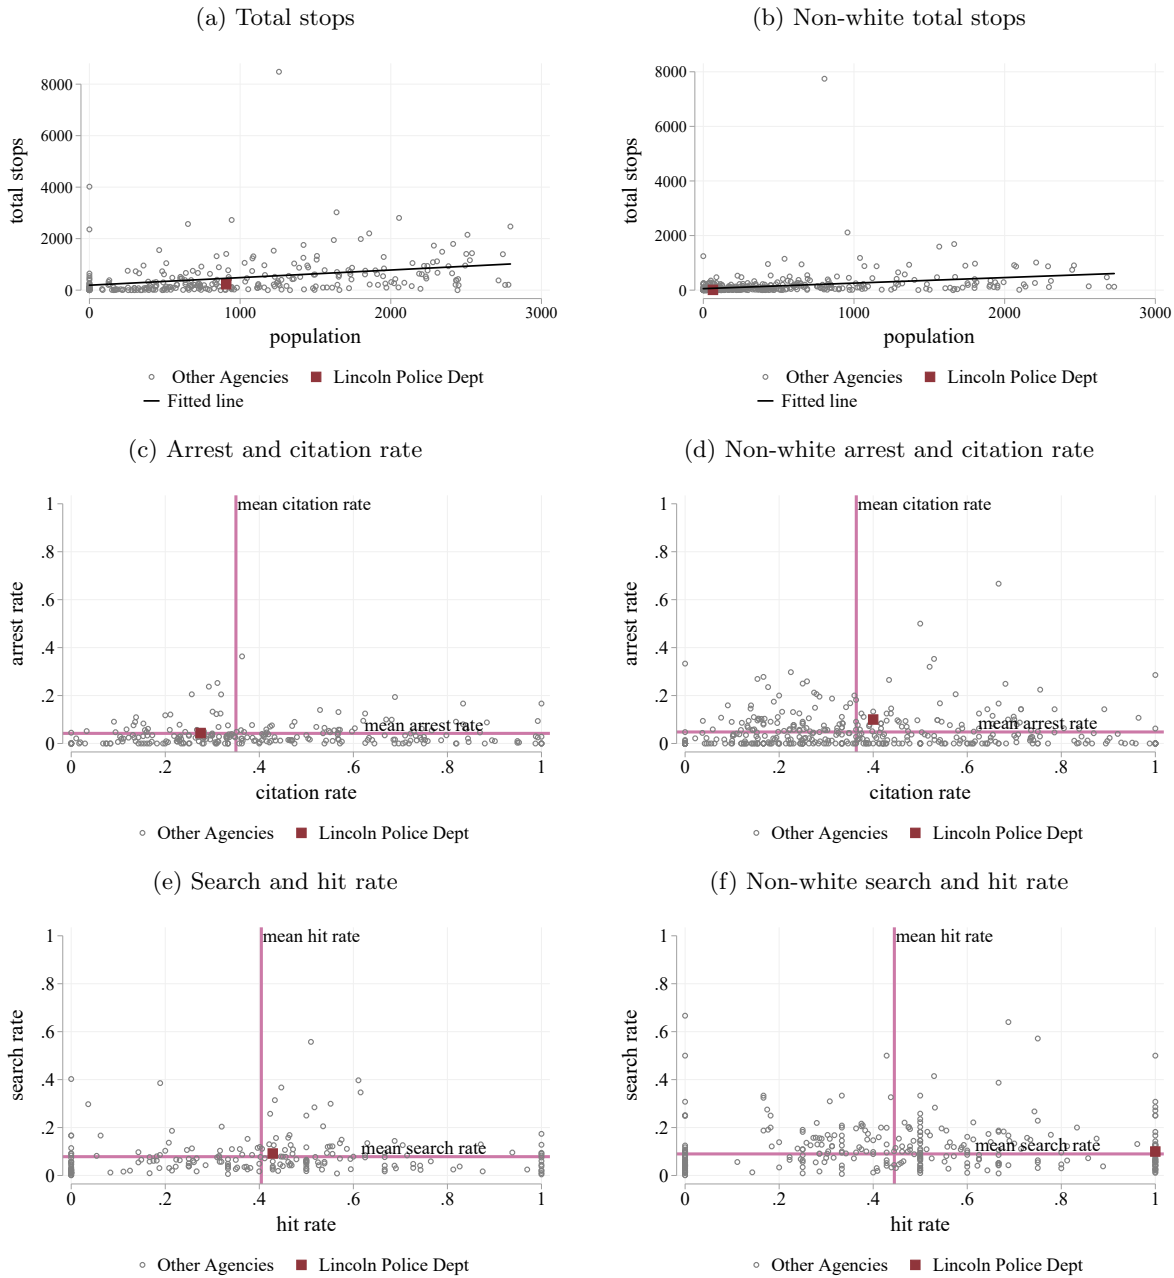 (a) Total stops
(b) Non-white total stops
total stops
8000
6000
4000
2000
0
0 1000 2000 3000
population
Other Agencies Lincoln Police Dept
Fitted line
total stops
8000
6000
4000
2000
0
0 1000 2000 3000
population
Other Agencies Lincoln Police Dept
Fitted line
(c) Arrest and citation rate
(d) Non-white arrest and citation rate
arrest rate
1
.8
.6
.4
.2
0
mean citation rate
mean arrest rate
0 .2 .4 .6 .8 1
citation rate
Other Agencies Lincoln Police Dept
arrest rate
1
.8
.6
.4
.2
0
mean citation rate
mean arrest rate
0 .2 .4 .6 .8 1
citation rate
Other Agencies Lincoln Police Dept
(e) Search and hit rate
(f) Non-white search and hit rate
search rate
1
.8
.6
.4
.2
0
mean hit rate
mean search rate
0 .2 .4 .6 .8 1
hit rate
Other Agencies Lincoln Police Dept
search rate
1
.8
.6
.4
.2
0
mean hit rate
mean search rate
0 .2 .4 .6 .8 1
hit rate
Other Agencies Lincoln Police Dept